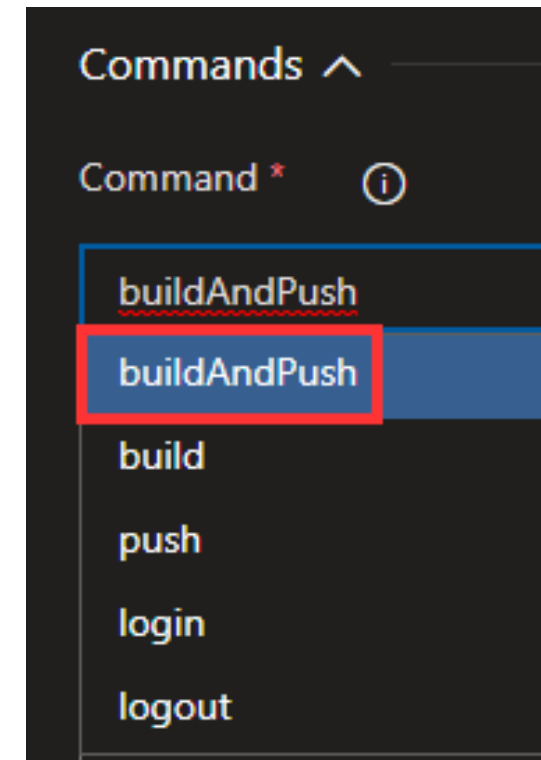 Commands
Command *
buildAndPush
buildAndPush
build
push
login
logout